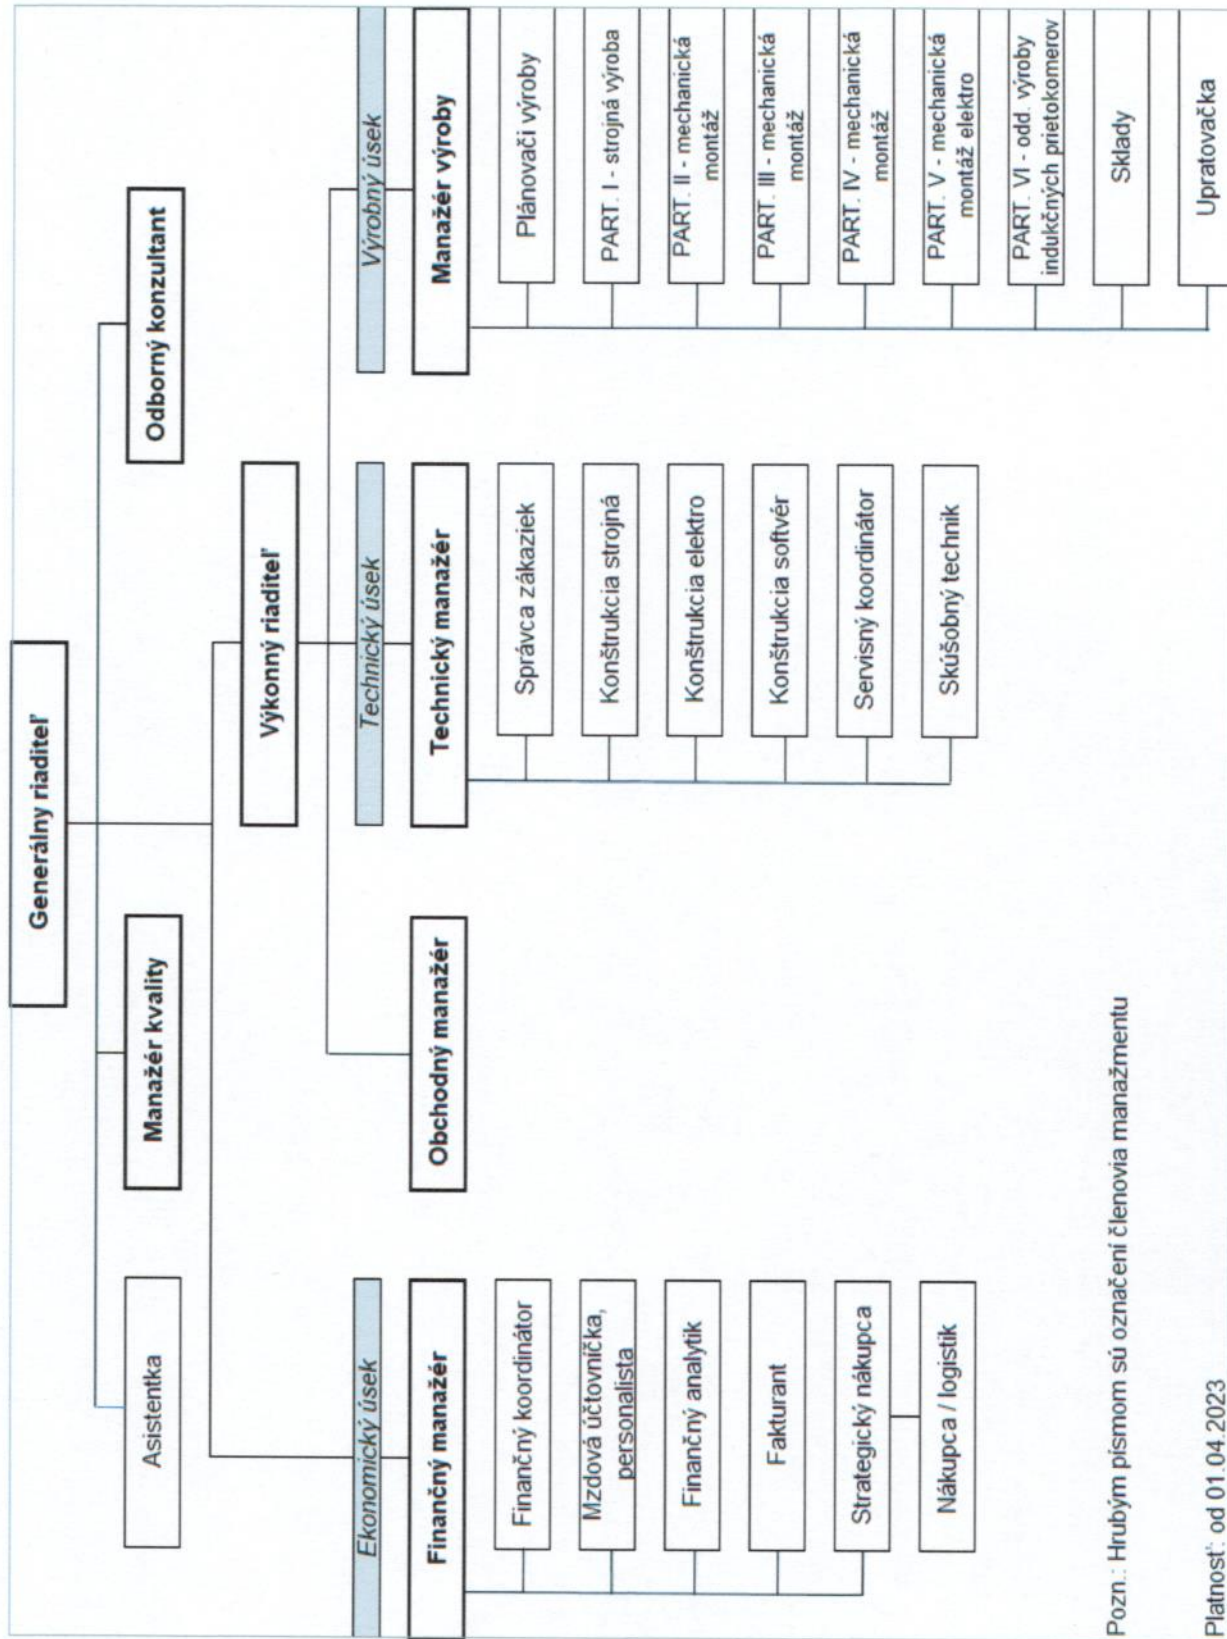 Generálny riaditeľ
Asistentka
Manažér kvality
Odborný konzultant
Výkonný riaditeľ
Ekonomický úsek
Technický úsek
Výrobný úsek
Finančný manažér
Obchodný manažér
Technický manažér
Manažér výroby
Finančný koordinátor
Mzdová účtovníčka,
personalista
Finančný analytik
Fakturant
Strategický nákupca
Nákupca / logistik
Správca zákaziek
Konštrukcia strojná
Konštrukcia elektro
Konštrukcia softvér
Servisný koordinátor
Skúšobný technik
Plánovači výroby
PART. I - strojná výroba
PART. II - mechanická
montáž
PART. III - mechanická
montáž
PART. IV - mechanická
montáž
PART. V - mechanická
montáž elektro
PART. VI - odd. výroby
indukčných prietokomerov
Sklady
Upratovačka
Pozn.: Hrubým písmom sú označení členovia manažmentu
Platnosť: od 01.04.2023